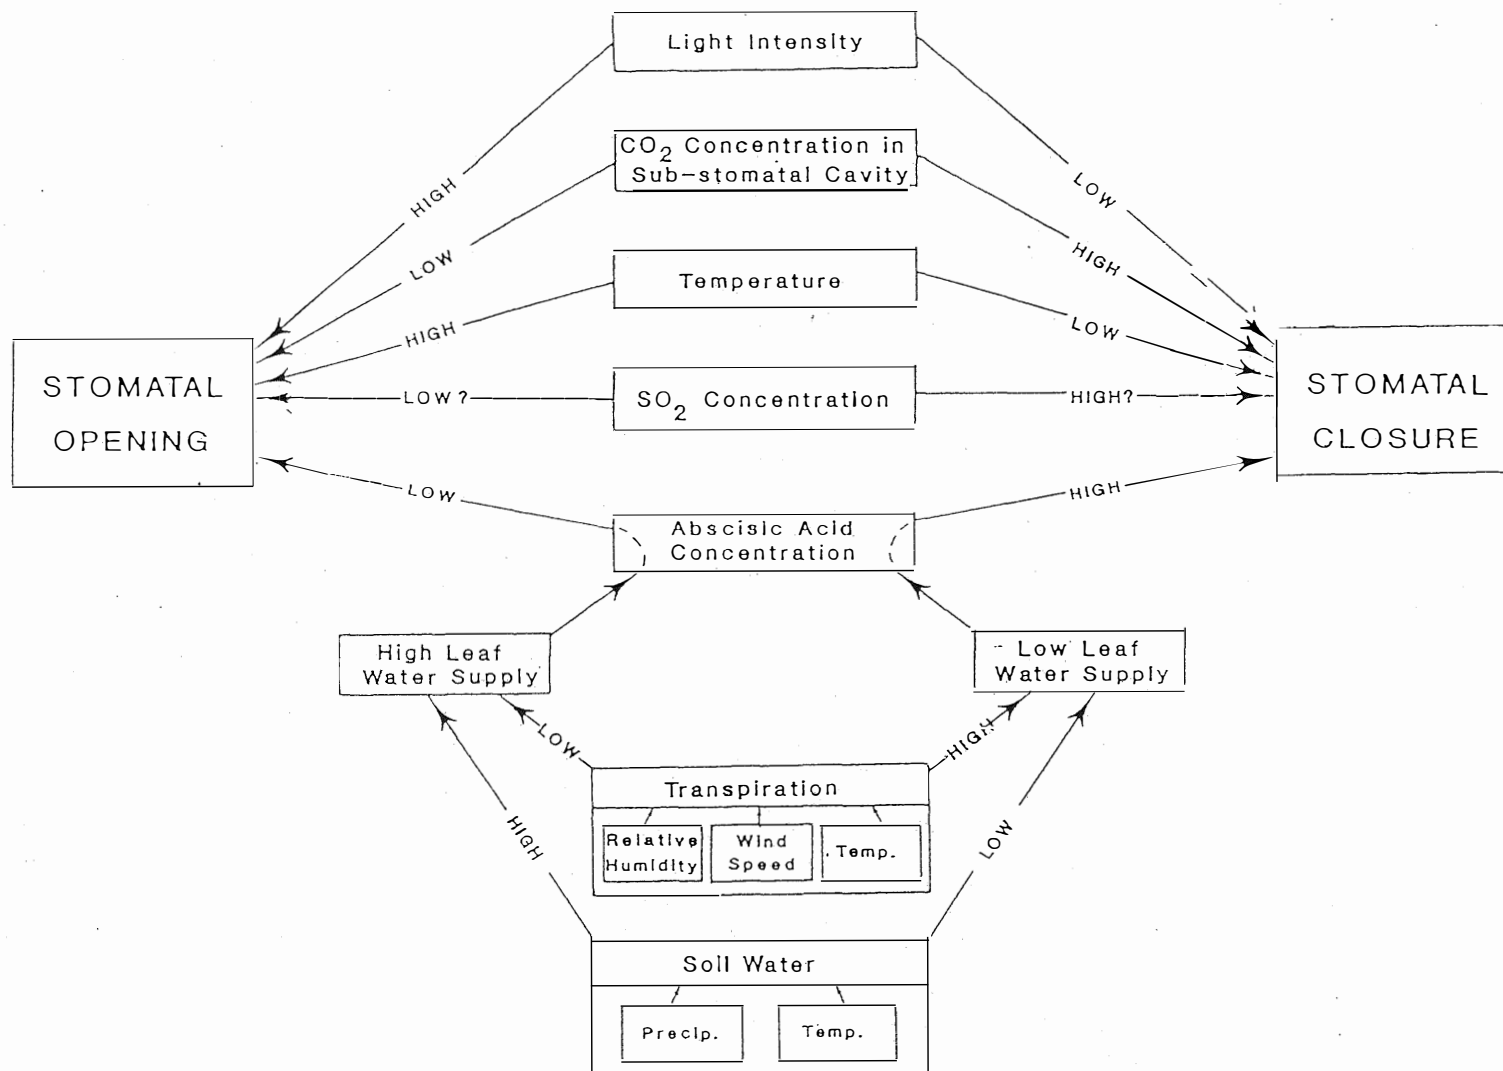 Light Intensity
CO2 Concentration in
Sub-stomatal Cavity
HIGH
LOW
LOW
HIGH
Temperature
HIGH
LOW
STOMATAL
OPENING
LOW?
SO2 Concentration
HIGH?
STOMATAL
CLOSURE
LOW
HIGH
Abscisic Acid
Concentration
High Leaf
Water Supply
Low Leaf
Water Supply
LOW
HIGH
Transpiration
Relative
Humidity
Wind
Speed
Temp.
HIGH
LOW
Soil Water
Precip.
Temp.